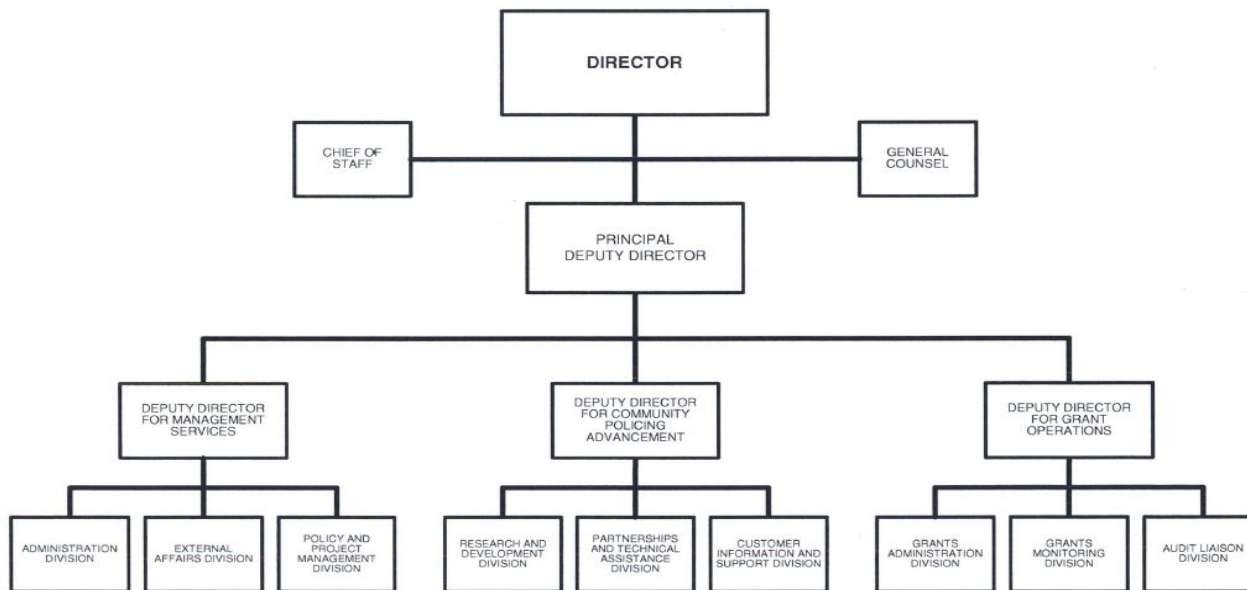 DIRECTOR
CHIEF OF
STAFF
GENERAL
COUNSEL
PRINCIPAL
DEPUTY DIRECTOR
DEPUTY DIRECTOR
FOR MANAGEMENT
SERVICES
DEPUTY DIRECTOR
FOR COMMUNITY
POLICING
ADVANCEMENT
DEPUTY DIRECTOR
FOR GRANT
OPERATIONS
ADMINISTRATION
DIVISION
EXTERNAL
AFFAIRS DIVISION
POLICY AND
PROJECT
MANAGEMENT
DIVISION
RESEARCH AND
DEVELOPMENT
DIVISION
PARTNERSHIPS
AND TECHNICAL
ASSISTANCE
DIVISION
CUSTOMER
INFORMATION AND
SUPPORT DIVISION
GRANTS
ADMINISTRATION
DIVISION
GRANTS
MONITORING
DIVISION
AUDIT LIAISON
DIVISION